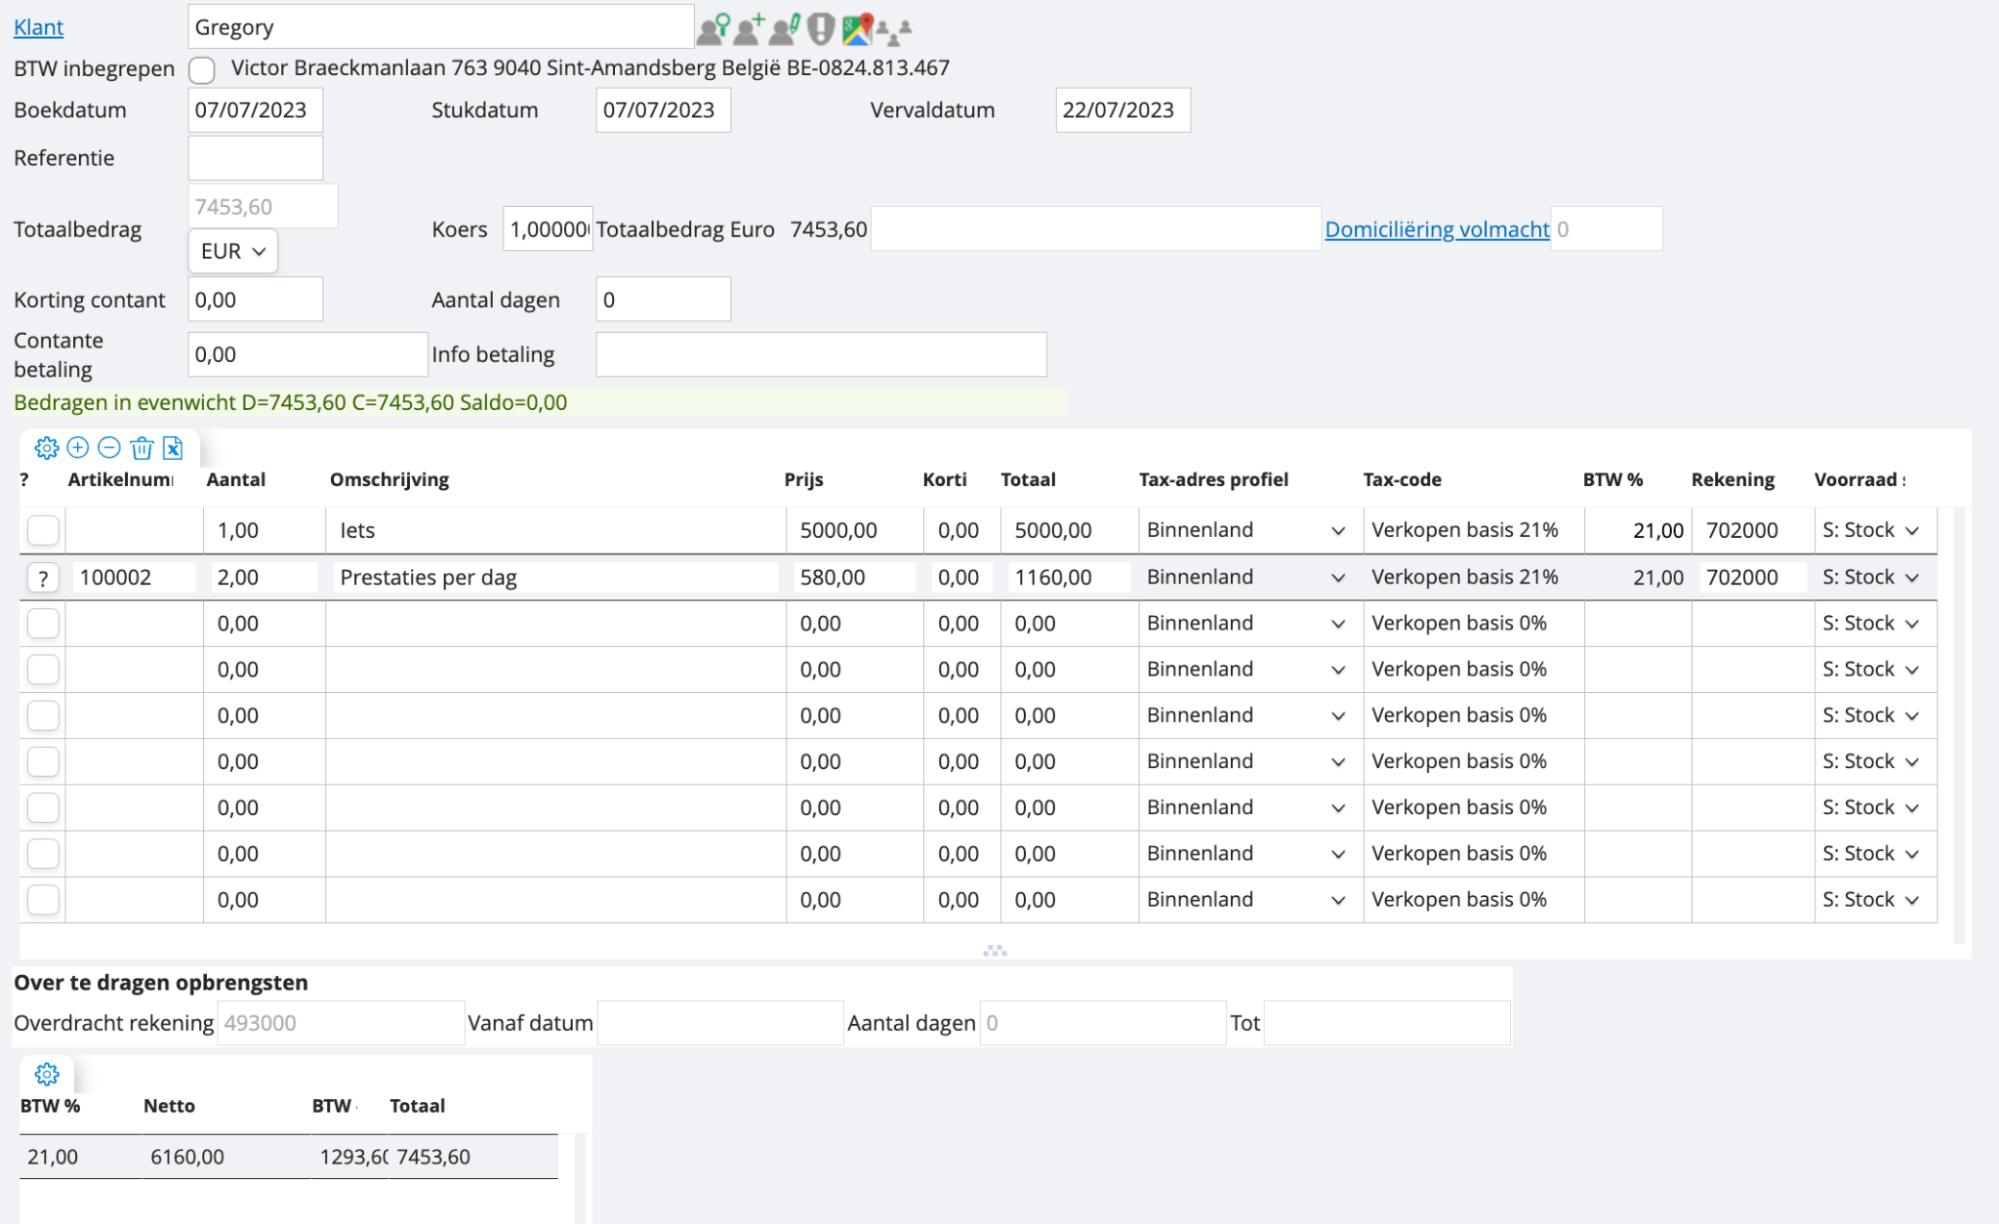 Klant Gregory
BTW inbegrepen Victor Braeckmanlaan 763 9040 Sint-Amandsberg België BE-0824.813.467
Boekdatum 07/07/2023 Stukdatum 07/07/2023 Vervaldatum 22/07/2023
Referentie
7453,60
Totaalbedrag Koers 1,00000 Totaalbedrag Euro 7453,60 Domiciliëring volmacht 0
EUR
Korting contant 0,00 Aantal dagen 0
Contante betaling 0,00 Info betaling
Bedragen in evenwicht D=7453,60 C=7453,60 Saldo=0,00
? Artikelnum Aantal Omschrijving Prijs Korti Totaal Tax-adres profiel Tax-code BTW % Rekening Voorraad
1,00 Iets 5000,00 0,00 5000,00 Binnenland Verkopen basis 21% 21,00 702000 S: Stock
? 100002 2,00 Prestaties per dag 580,00 0,00 1160,00 Binnenland Verkopen basis 21% 21,00 702000 S: Stock
0,00 0,00 0,00 0,00 Binnenland Verkopen basis 0% S: Stock
0,00 0,00 0,00 0,00 Binnenland Verkopen basis 0% S: Stock
0,00 0,00 0,00 0,00 Binnenland Verkopen basis 0% S: Stock
0,00 0,00 0,00 0,00 Binnenland Verkopen basis 0% S: Stock
0,00 0,00 0,00 0,00 Binnenland Verkopen basis 0% S: Stock
0,00 0,00 0,00 0,00 Binnenland Verkopen basis 0% S: Stock
0,00 0,00 0,00 0,00 Binnenland Verkopen basis 0% S: Stock
Over te dragen opbrengsten
Overdracht rekening 493000 Vanaf datum Aantal dagen 0 Tot
BTW % Netto BTW Totaal
21,00 6160,00 1293,60 7453,60